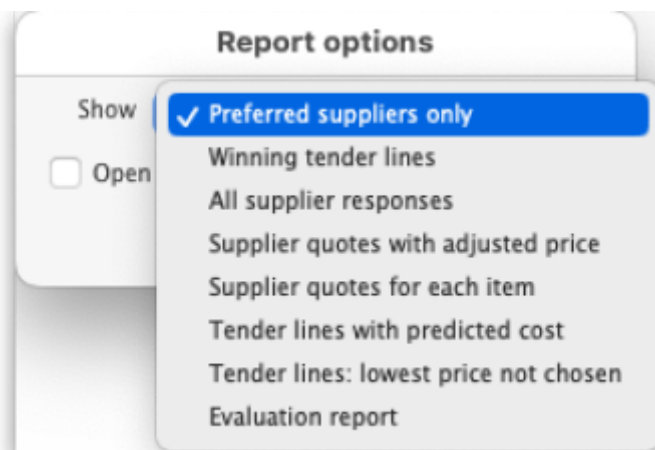 Report options
Show ✓ Preferred suppliers only
Winning tender lines
Open
All supplier responses
Supplier quotes with adjusted price
Supplier quotes for each item
Tender lines with predicted cost
Tender lines: lowest price not chosen
Evaluation report